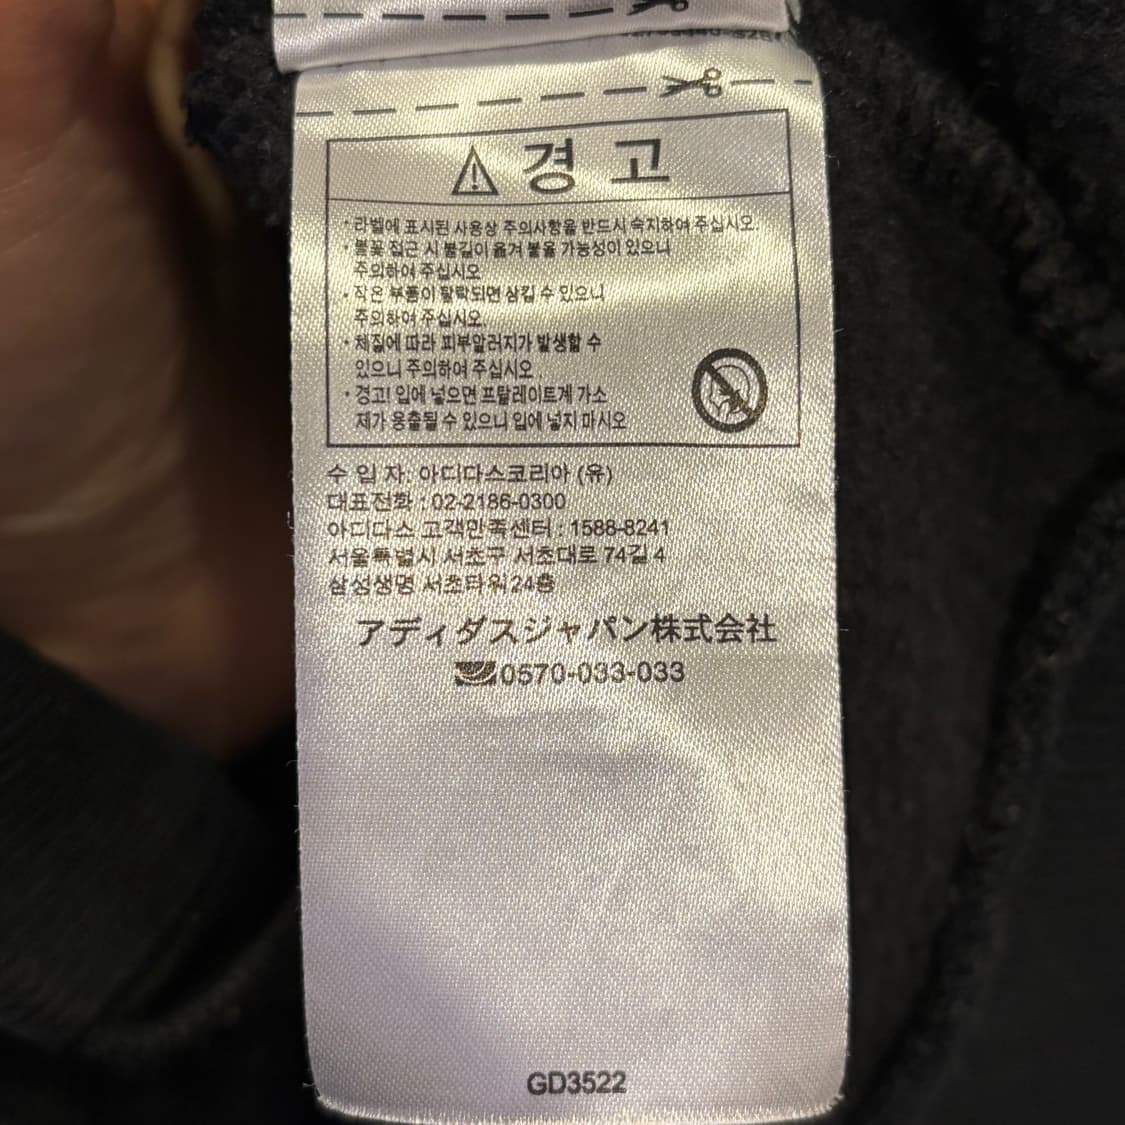 경 고
· 라벨에 표시된 사용상 주의사항을 반드시 숙지하여 주십시오.
· 불꽃 접근 시 불길이 옮겨 붙을 가능성이 있으니
주의하여 주십시오
· 작은 부품이 탈락되면 삼킬 수 있으니
주의하여 주십시오.
· 체질에 따라 피부알러지가 발생할 수
있으니 주의하여 주십시오
· 경고! 입에 넣으면 프탈레이트계 가소
제가 용출될 수 있으니 입에 넣지 마시오
수 입 자: 아디다스코리아 (유)
대표전화 : 02-2186-0300
아디다스 고객만족센터 : 1588-8241
서울특별시 서초구 서초대로 74길 4
삼성생명 서초타워 24층
アディダスジャパン株式会社
0570-033-033
GD3522